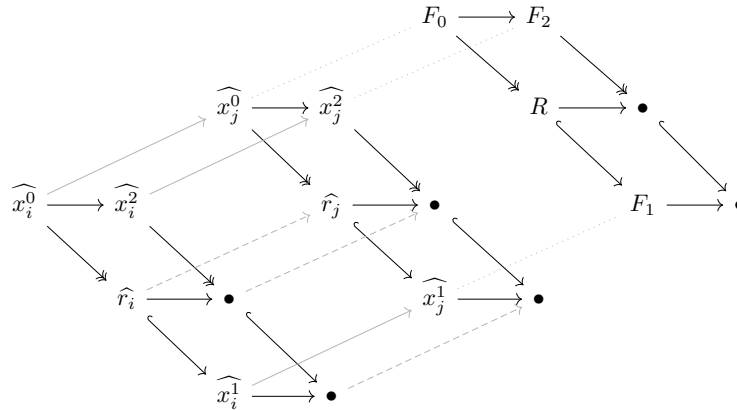 F_0 F_2
\widehat{x_j^0} \widehat{x_j^2} R •
\widehat{x_i^0} \widehat{x_i^2} \widehat{r_j} • F_1 •
\widehat{r_i} • \widehat{x_j^1} •
\widehat{x_i^1} •